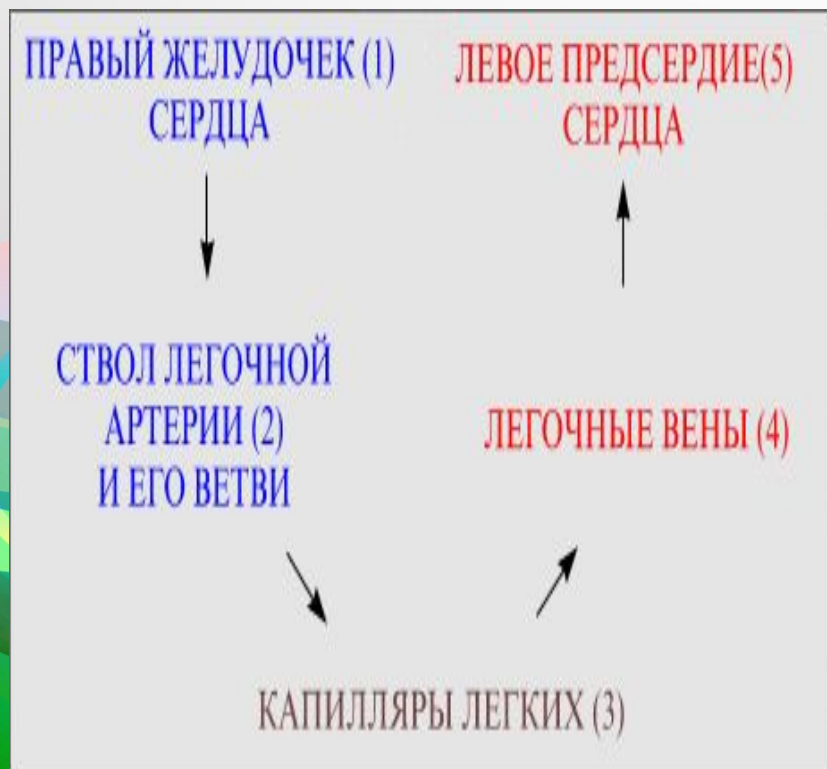 ПРАВЫЙ ЖЕЛУДОЧЕК (1)
СЕРДЦА
СТВОЛ ЛЕГОЧНОЙ
АРТЕРИИ (2)
И ЕГО ВЕТВИ
КАПИЛЛЯРЫ ЛЕГКИХ (3)
ЛЕГОЧНЫЕ ВЕНЫ (4)
ЛЕВОЕ ПРЕДСЕРДИЕ(5)
СЕРДЦА